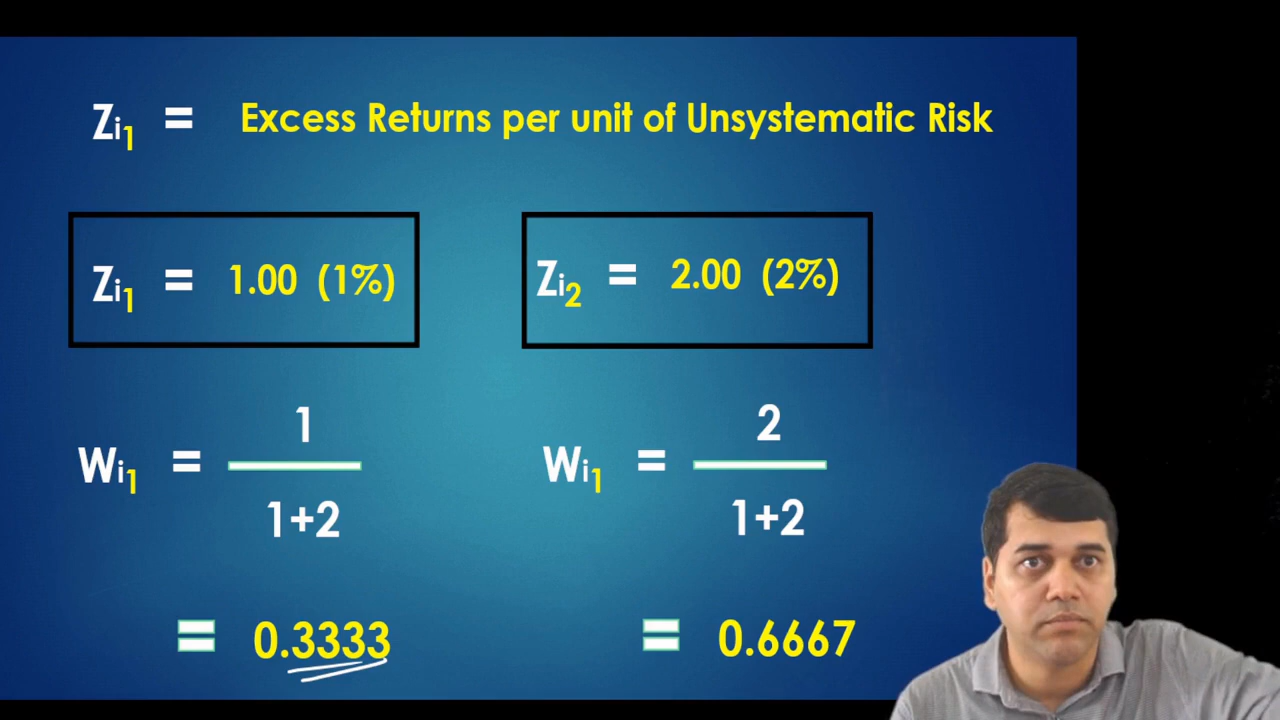 Zi1 = Excess Returns per unit of Unsystematic Risk
Zi1 = 1.00 (1%)
Zi2 = 2.00 (2%)
Wi1 = 1
1+2
= 0.3333
Wi1 = 2
1+2
= 0.6667